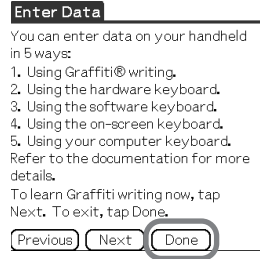 Enter Data
You can enter data on your handheld
in 5 ways:
1. Using Graffiti® writing.
2. Using the hardware keyboard.
3. Using the software keyboard.
4. Using the on-screen keyboard.
5. Using your computer keyboard.
Refer to the documentation for more
details.
To learn Graffiti writing now, tap
Next. To exit, tap Done.
Previous Next Done